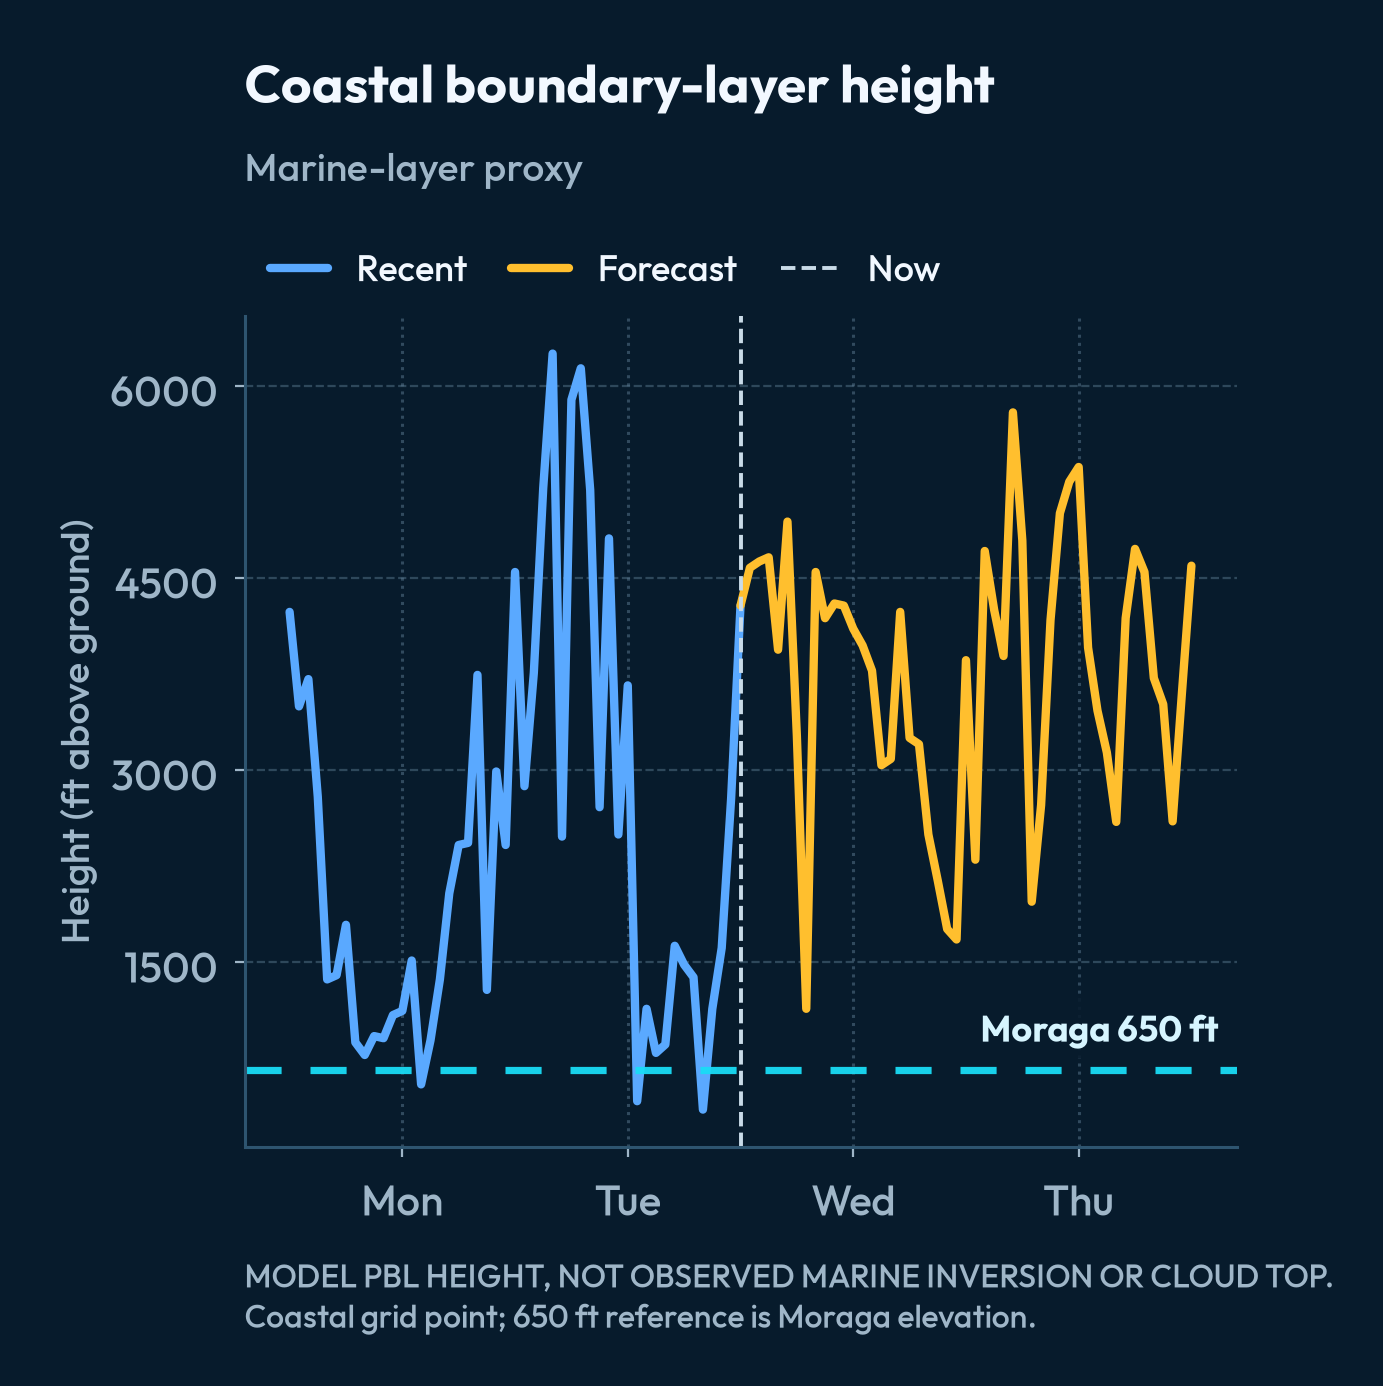 Coastal boundary-layer height
Marine-layer proxy
Recent
Forecast
Now
Height (ft above ground)
6000
4500
3000
1500
Moraga 650 ft
Mon
Tue
Wed
Thu
MODEL PBL HEIGHT, NOT OBSERVED MARINE INVERSION OR CLOUD TOP.
Coastal grid point; 650 ft reference is Moraga elevation.